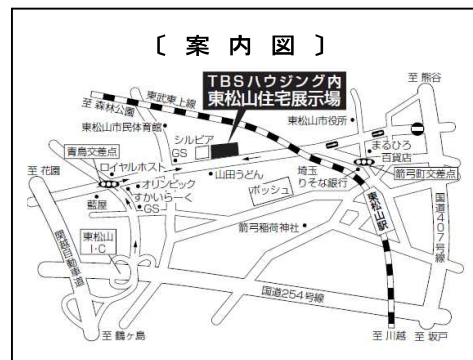 〔 案 内 図 〕
TBSハウジング内
東松山住宅展示場
至 熊谷
東武東上線
至 森林公園
東松山市役所
東松山市民体育館
シルピア
GS
まるひろ
百貨店
青鳥交差点
至 花園
ロイヤルホスト
山田うどん
埼玉
りそな銀行
箭弓町交差点
オリンピック
すかいらーく
GS
藍屋
ボッシュ
東松山駅
箭弓稲荷神社
国道407号線
東松山
I・C
関越自動車道
国道254号線
至 鶴ヶ島
至 川越
至 坂戸